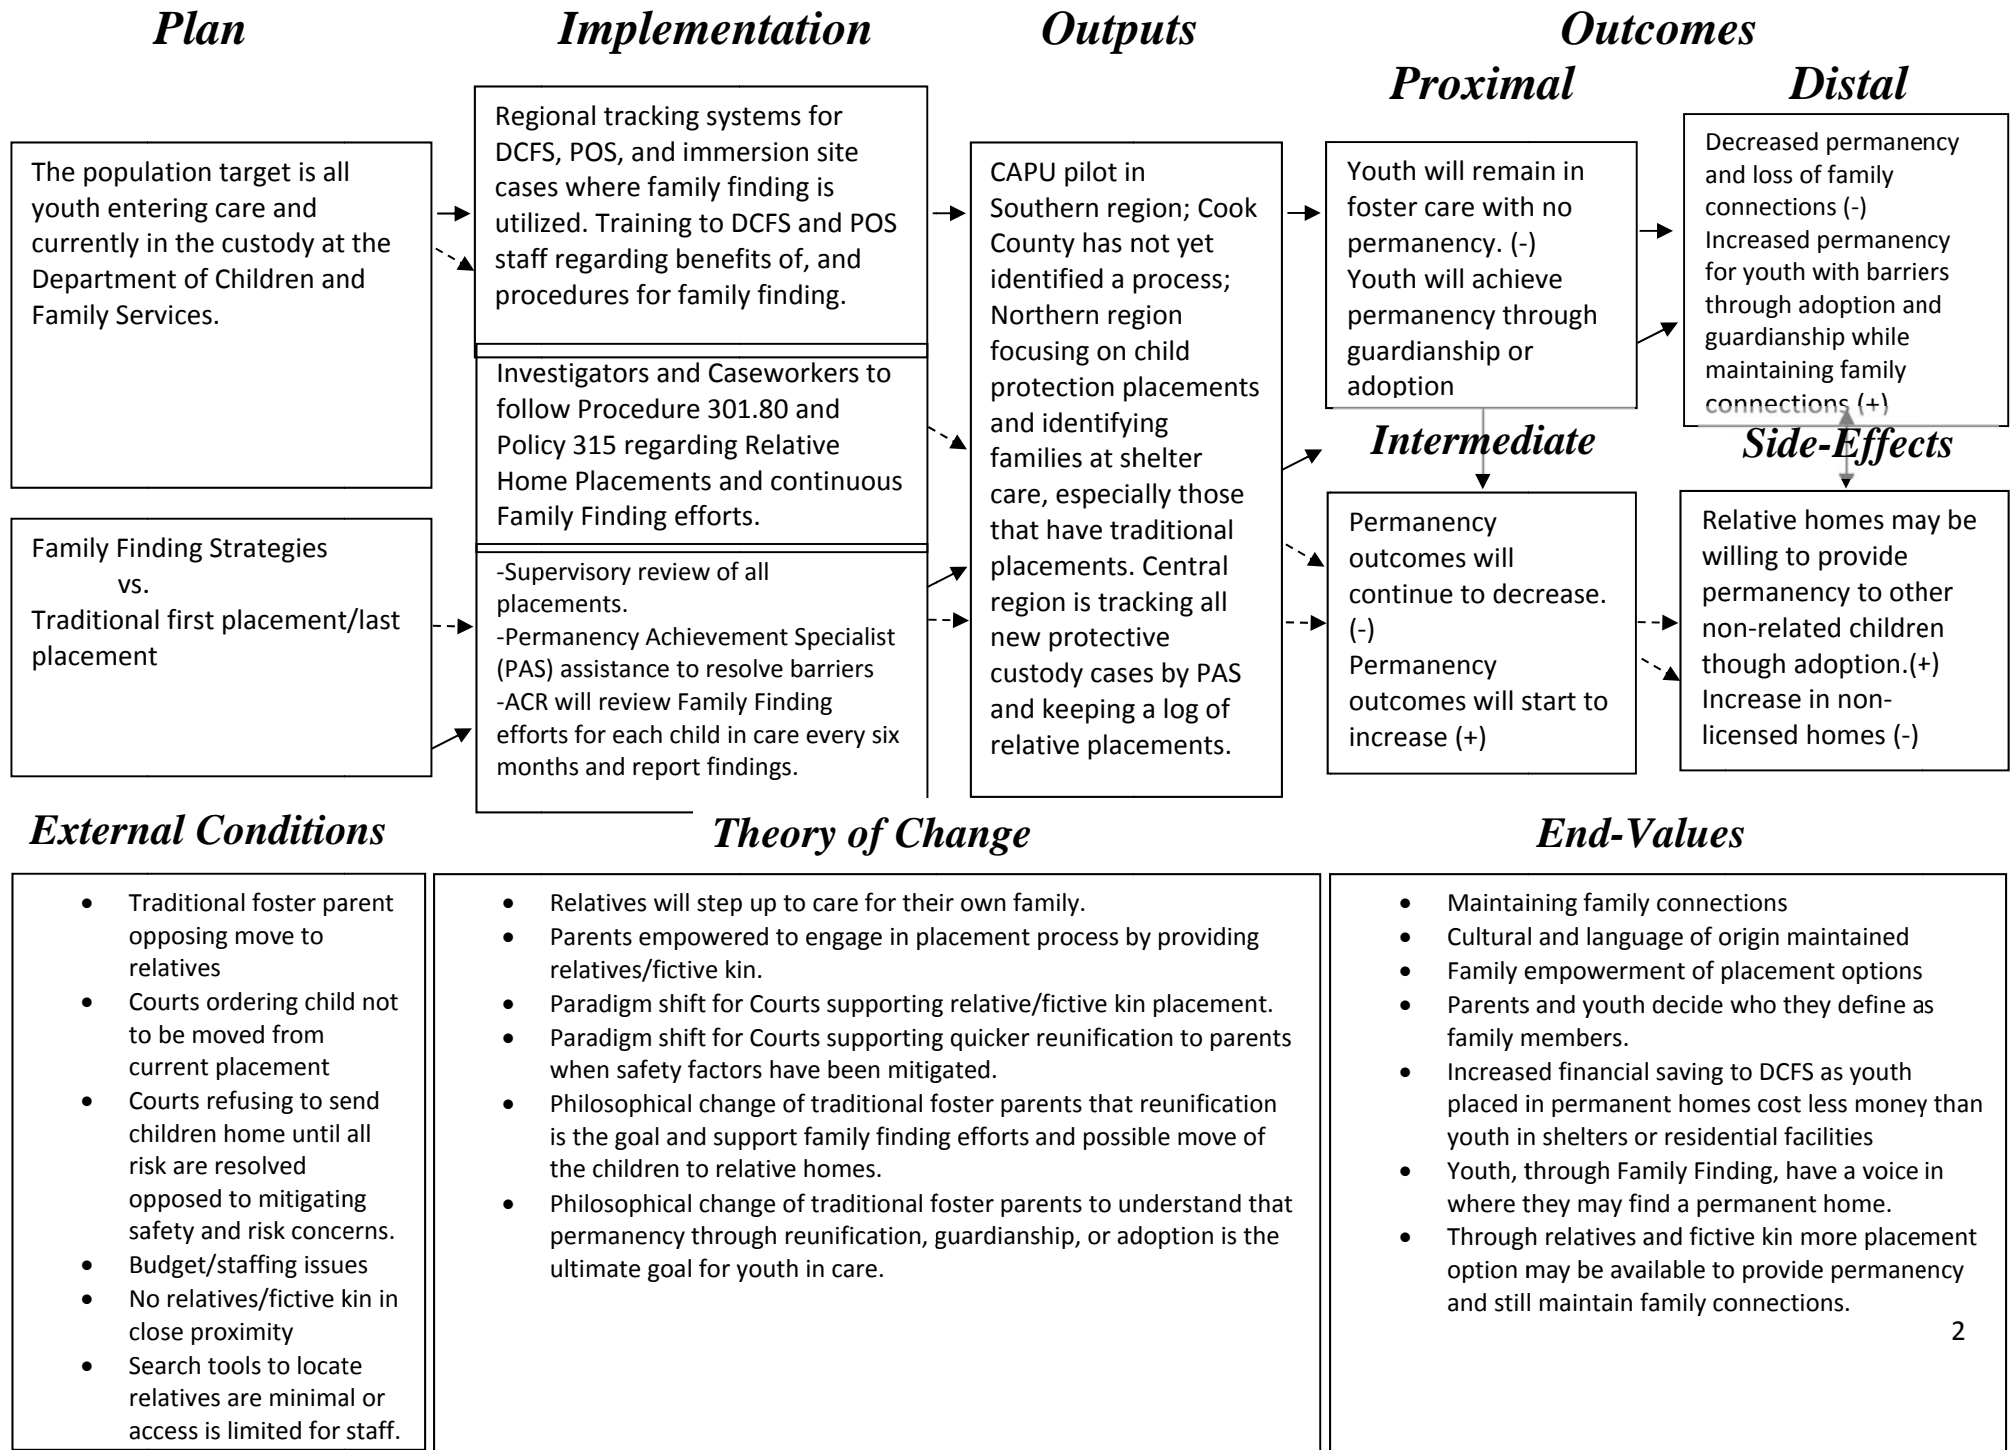 Plan
Implementation
Outputs
Outcomes
Proximal
Distal
The population target is all
youth entering care and
currently in the custody at the
Department of Children and
Family Services.
Family Finding Strategies
vs.
Traditional first placement/last
placement
Regional tracking systems for
DCFS, POS, and immersion site
cases where family finding is
utilized. Training to DCFS and POS
staff regarding benefits of, and
procedures for family finding.
Investigators and Caseworkers to
follow Procedure 301.80 and
Policy 315 regarding Relative
Home Placements and continuous
Family Finding efforts.
-Supervisory review of all
placements.
-Permanency Achievement Specialist
(PAS) assistance to resolve barriers
-ACR will review Family Finding
efforts for each child in care every six
months and report findings.
CAPU pilot in
Southern region; Cook
County has not yet
identified a process;
Northern region
focusing on child
protection placements
and identifying
families at shelter
care, especially those
that have traditional
placements. Central
region is tracking all
new protective
custody cases by PAS
and keeping a log of
relative placements.
Youth will remain in
foster care with no
permanency. (-)
Youth will achieve
permanency through
guardianship or
adoption
Decreased permanency
and loss of family
connections (-)
Increased permanency
for youth with barriers
through adoption and
guardianship while
maintaining family
connections (+)
Intermediate
Side-Effects
Permanency
outcomes will
continue to decrease.
(-)
Permanency
outcomes will start to
increase (+)
Relative homes may be
willing to provide
permanency to other
non-related children
though adoption.(+)
Increase in non-
licensed homes (-)
External Conditions
Theory of Change
End-Values
• Traditional foster parent
opposing move to
relatives
• Courts ordering child not
to be moved from
current placement
• Courts refusing to send
children home until all
risk are resolved
opposed to mitigating
safety and risk concerns.
• Budget/staffing issues
• No relatives/fictive kin in
close proximity
• Search tools to locate
relatives are minimal or
access is limited for staff.
• Relatives will step up to care for their own family.
• Parents empowered to engage in placement process by providing
relatives/fictive kin.
• Paradigm shift for Courts supporting relative/fictive kin placement.
• Paradigm shift for Courts supporting quicker reunification to parents
when safety factors have been mitigated.
• Philosophical change of traditional foster parents that reunification
is the goal and support family finding efforts and possible move of
the children to relative homes.
• Philosophical change of traditional foster parents to understand that
permanency through reunification, guardianship, or adoption is the
ultimate goal for youth in care.
• Maintaining family connections
• Cultural and language of origin maintained
• Family empowerment of placement options
• Parents and youth decide who they define as
family members.
• Increased financial saving to DCFS as youth
placed in permanent homes cost less money than
youth in shelters or residential facilities
• Youth, through Family Finding, have a voice in
where they may find a permanent home.
• Through relatives and fictive kin more placement
option may be available to provide permanency
and still maintain family connections.
2